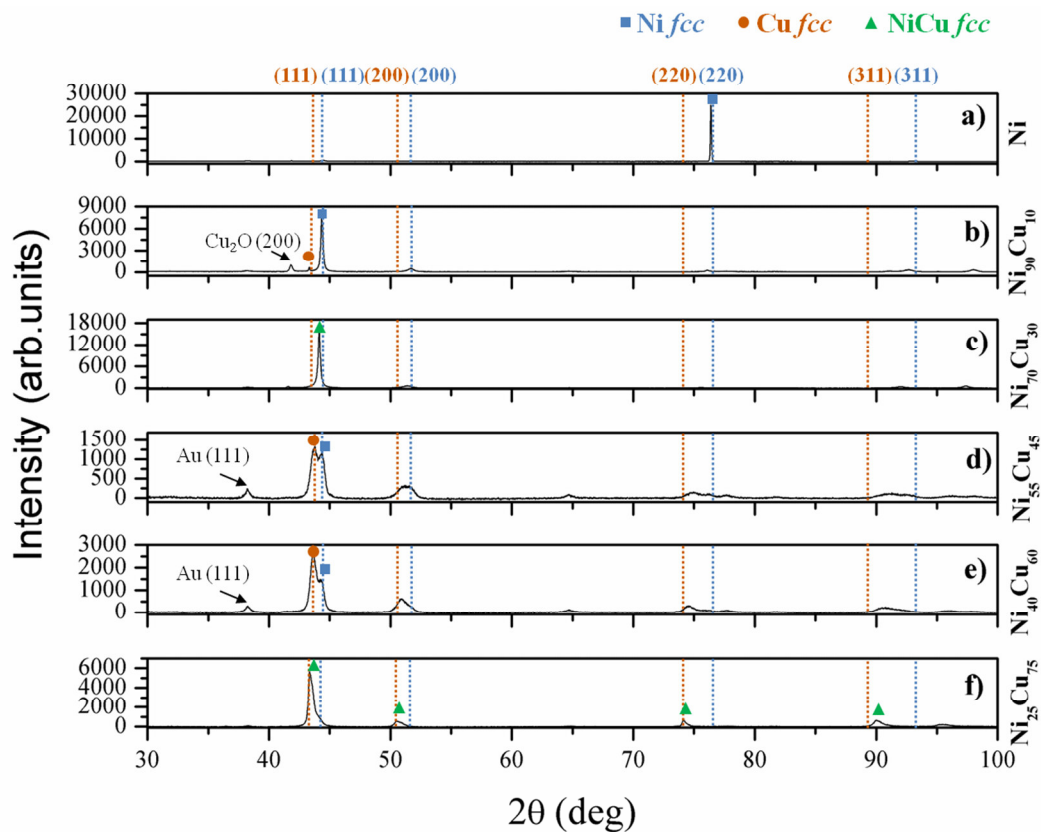 ■ Ni fcc ● Cu fcc ▲ NiCu fcc
(111) (111) (200) (200) (220) (220) (311) (311)
30000
20000
10000
0
a)
Ni
9000
6000
3000
0
Cu₂O (200)
b)
Ni₉₀Cu₁₀
18000
12000
6000
0
c)
Ni₇₀Cu₃₀
1500
1000
500
0
Au (111)
d)
Ni₅₅Cu₄₅
3000
2000
1000
0
Au (111)
e)
Ni₄₀Cu₆₀
6000
4000
2000
0
f)
Ni₂₅Cu₇₅
30 40 50 60 70 80 90 100
2θ (deg)
Intensity (arb.units)